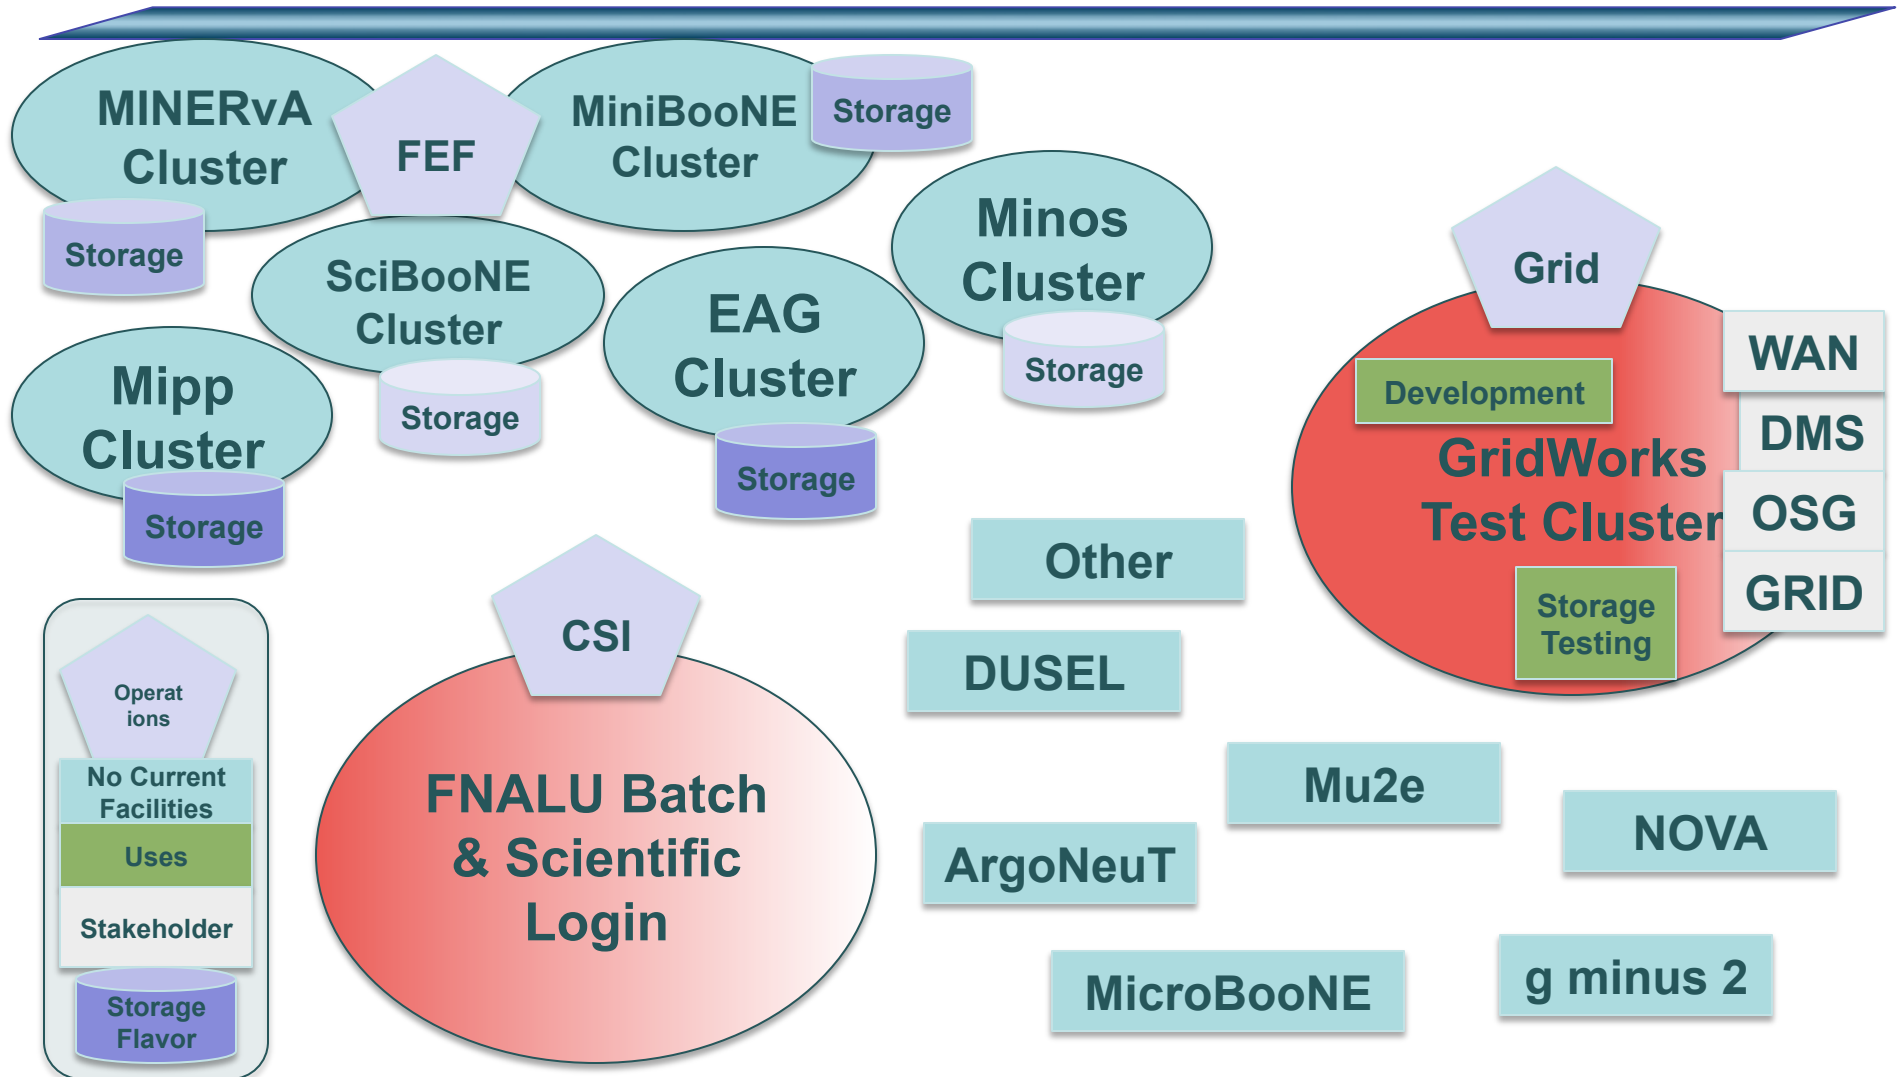 MINERvA
Cluster
Storage
FEF
MiniBooNE
Cluster
Storage
SciBooNE
Cluster
Storage
Minos
Cluster
Storage
EAG
Cluster
Storage
Mipp
Cluster
Storage
Grid
Development
GridWorks
Test Cluster
Storage
Testing
WAN
DMS
OSG
GRID
Operat
ions
No Current
Facilities
Uses
Stakeholder
Storage
Flavor
CSI
FNALU Batch
& Scientific
Login
Other
DUSEL
Mu2e
NOVA
ArgoNeuT
MicroBooNE
g minus 2